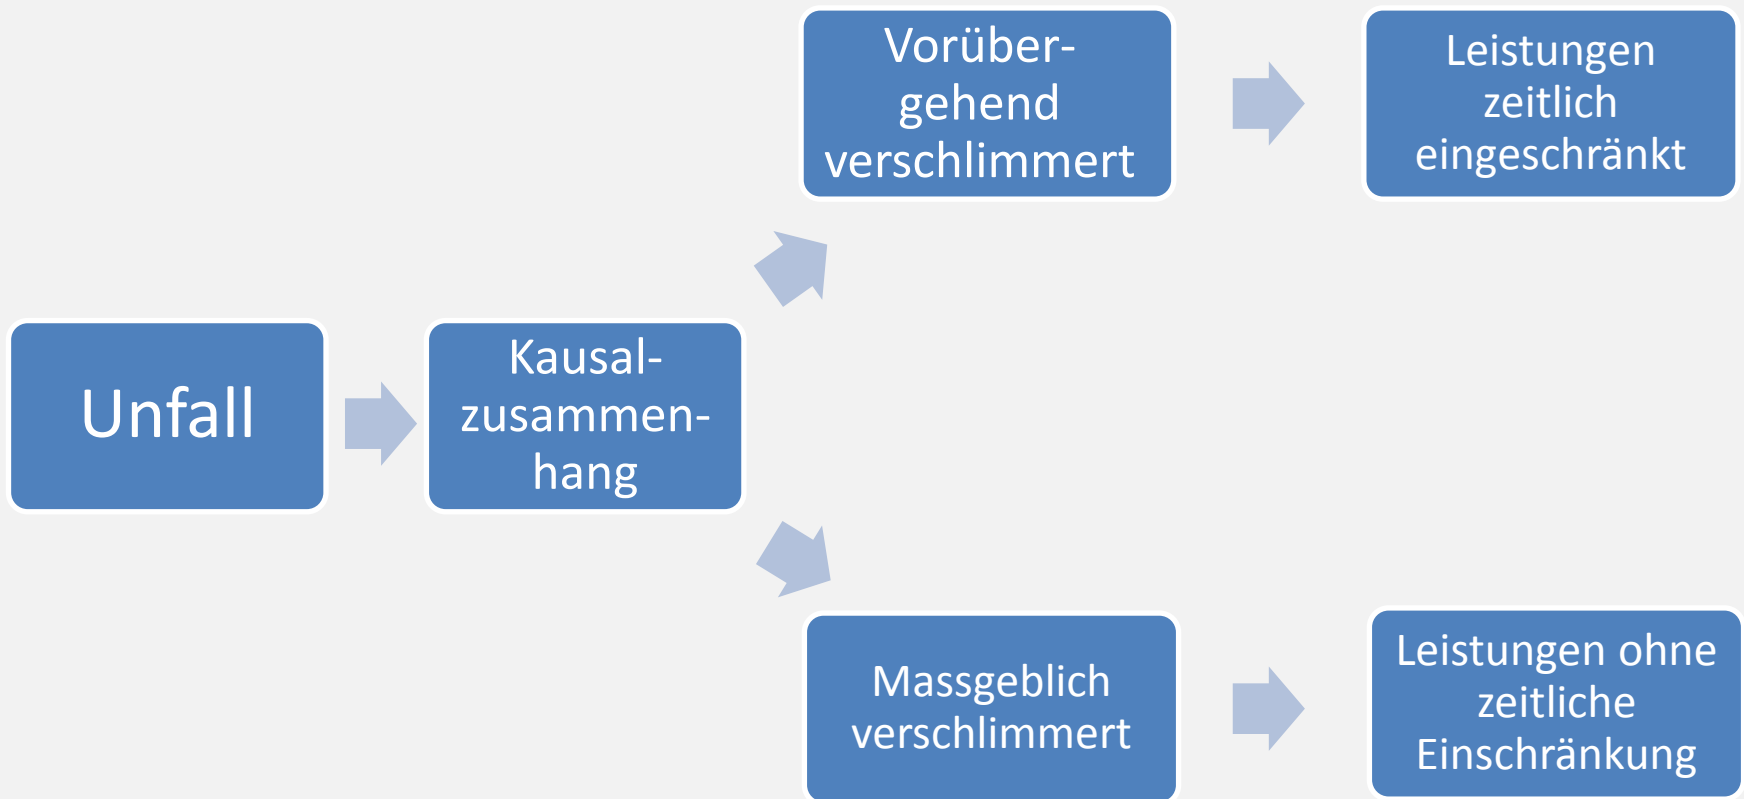 Unfall
Kausal-
zusammen-
hang
Vorüber-
gehend
verschlimmert
Leistungen
zeitlich
eingeschränkt
Massgeblich
verschlimmert
Leistungen ohne
zeitliche
Einschränkung